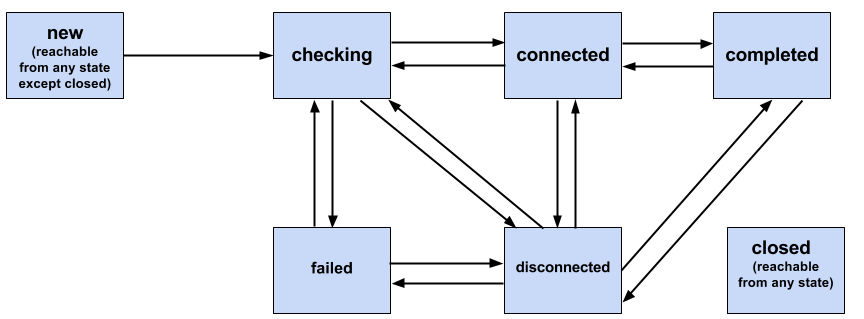 new
(reachable
from any state
except closed)
checking
connected
completed
failed
disconnected
closed
(reachable
from any state)